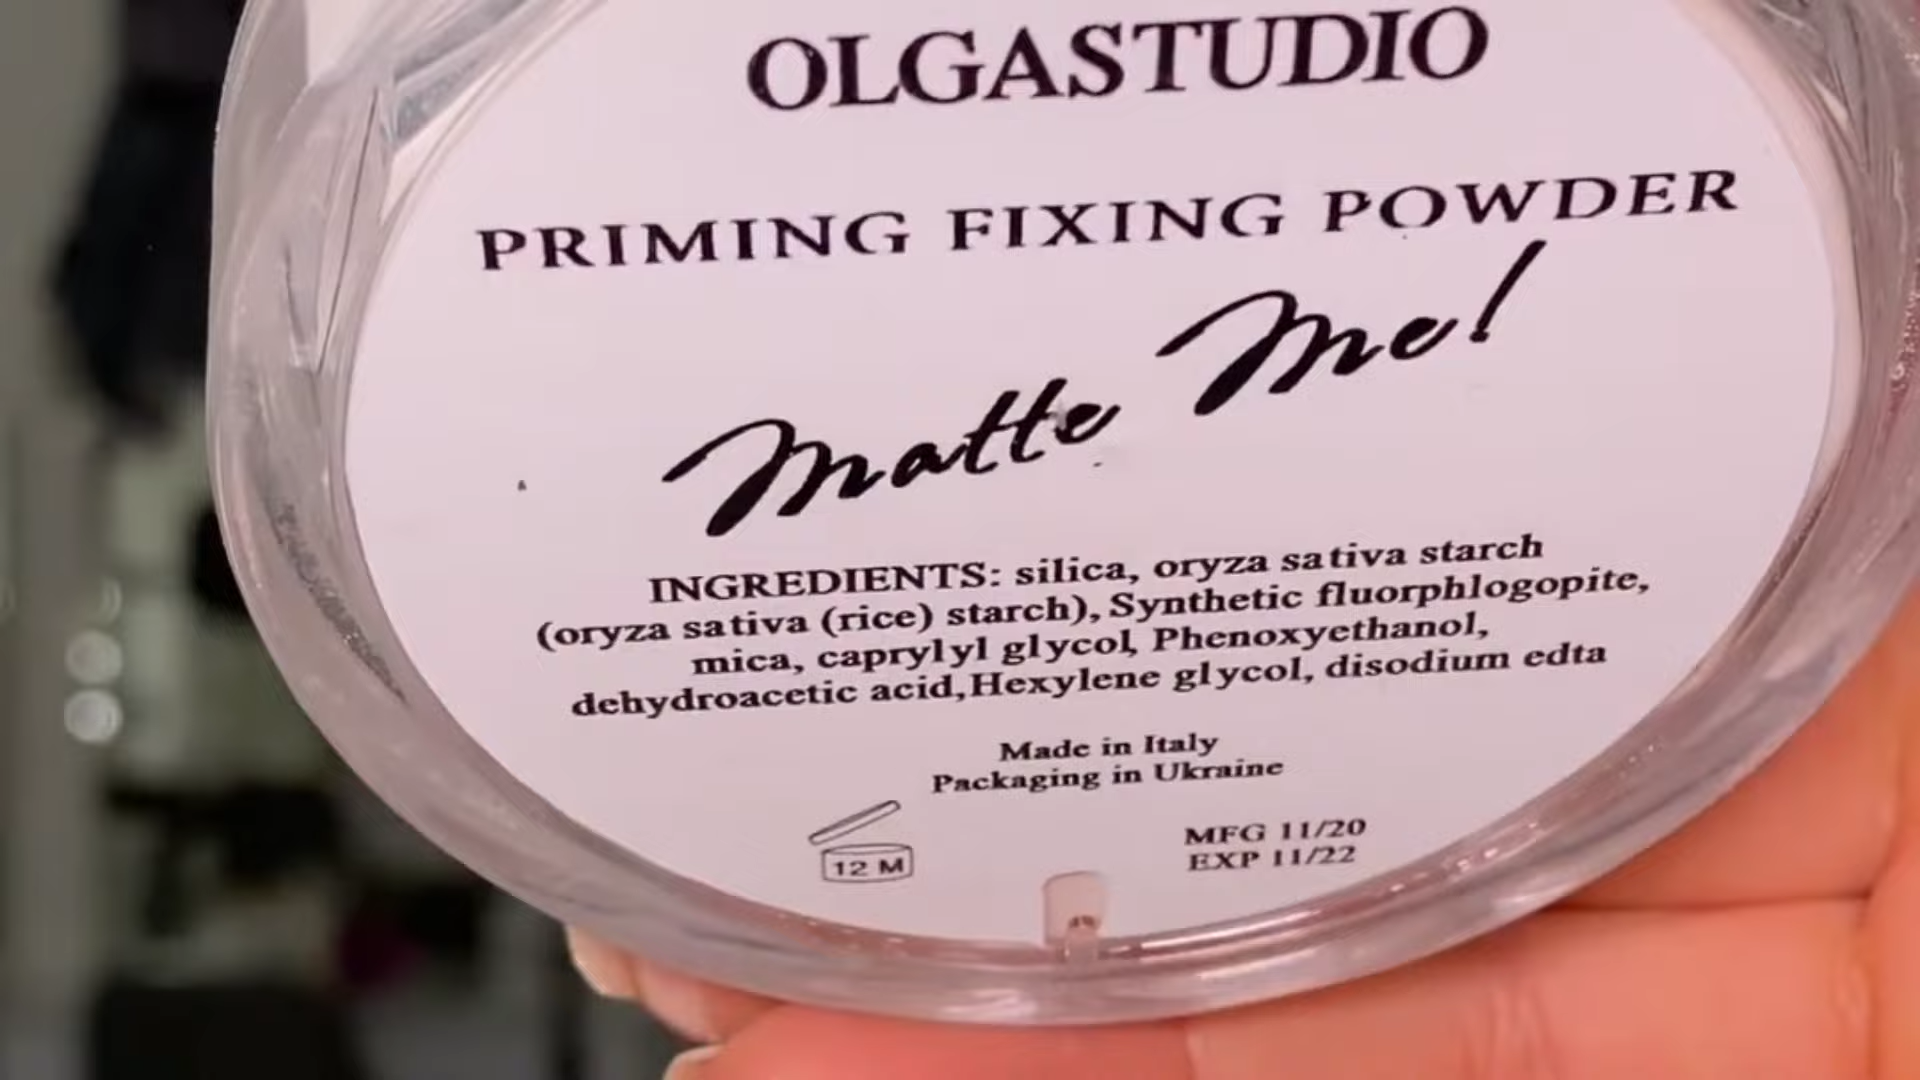 OLGASTUDIO
PRIMING FIXING POWDER
Matte Me!
INGREDIENTS: silica, oryza sativa starch
(oryza sativa (rice) starch), Synthetic fluorphlogopite,
mica, caprylyl glycol, Phenoxyethanol,
dehydroacetic acid, Hexylene glycol, disodium edta
Made in Italy
Packaging in Ukraine
12 M
MFG 11/20
EXP 11/22